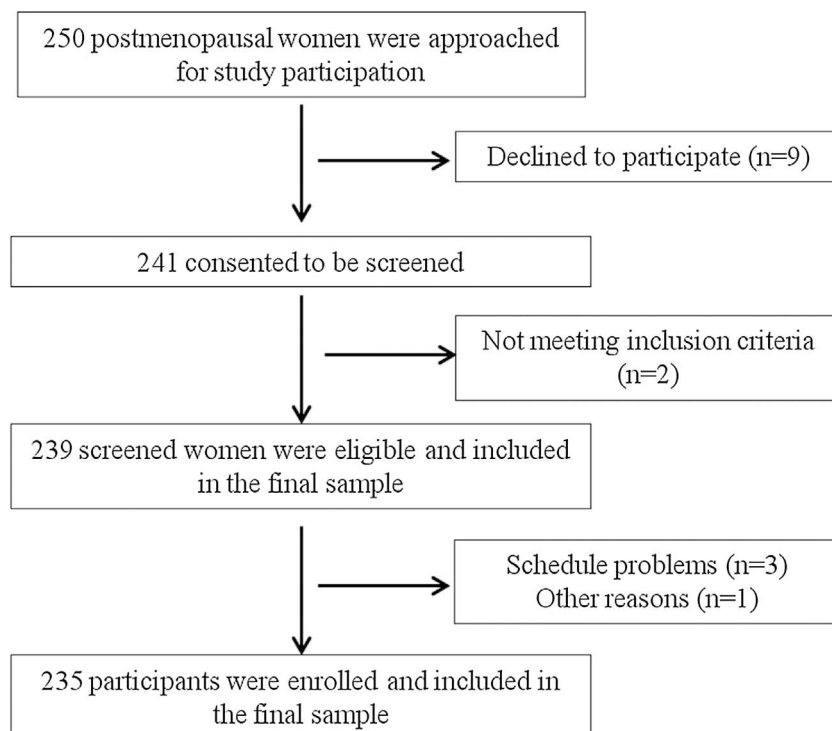 250 postmenopausal women were approached
for study participation
Declined to participate (n=9)
241 consented to be screened
Not meeting inclusion criteria
(n=2)
239 screened women were eligible and included
in the final sample
Schedule problems (n=3)
Other reasons (n=1)
235 participants were enrolled and included in
the final sample